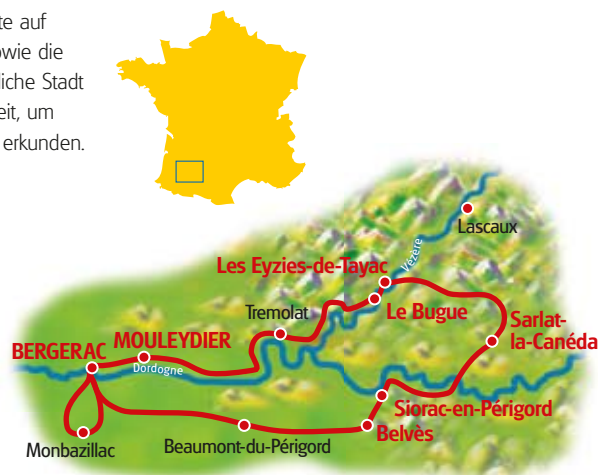 te auf
owie die
liche Stadt
eit, um
erkunden.
Lascaux
Vézère
Les Eyzies-de-Tayac
Le Bugue
Tremolat
Sarlat-
la-Canéda
MOULEYDIER
BERGERAC
Dordogne
Siorac-en-Périgord
Belvès
Beaumont-du-Périgord
Monbazillac